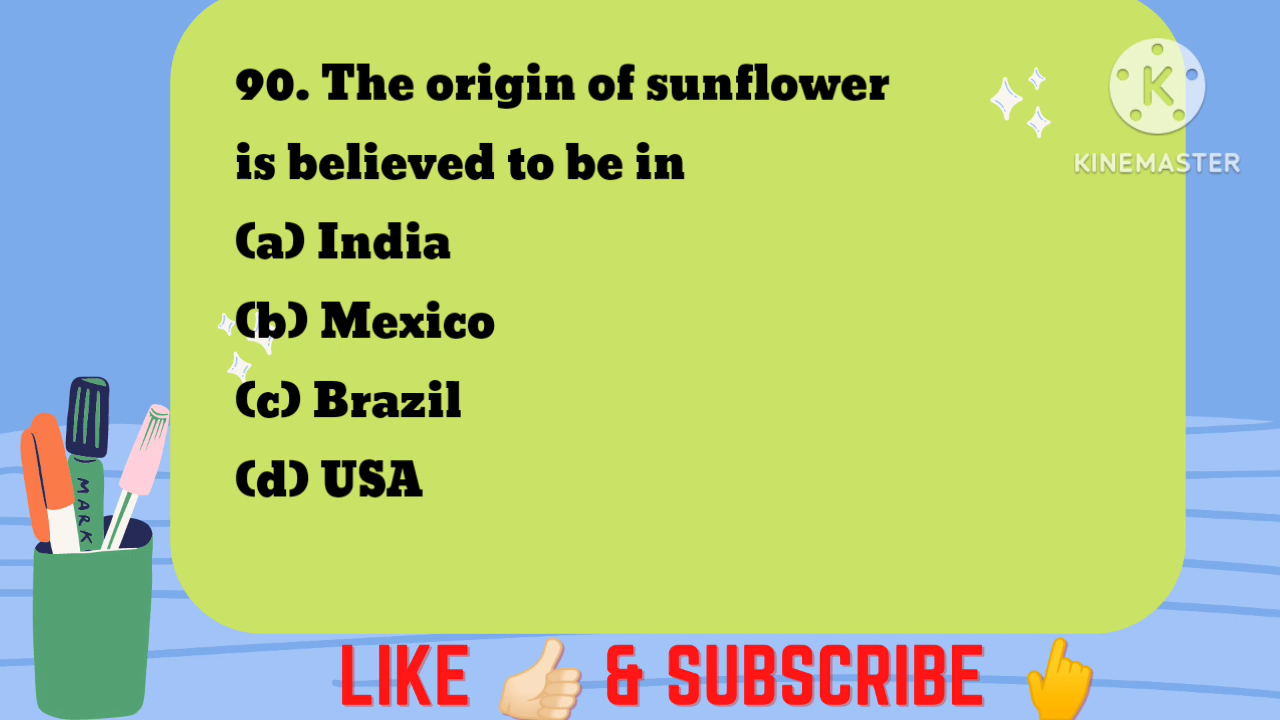 90. The origin of sunflower
is believed to be in
(a) India
(b) Mexico
(c) Brazil
(d) USA
KINEMASTER
MARK
LIKE & SUBSCRIBE